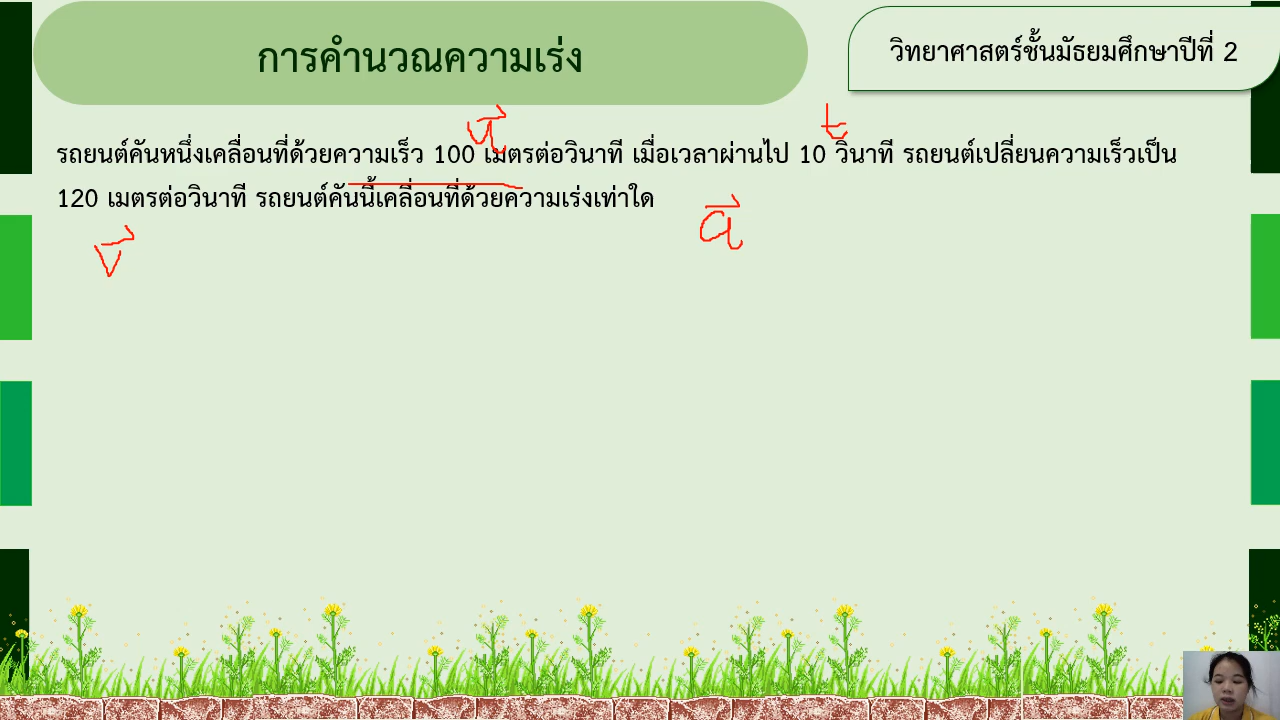 การคำนวณความเร่ง
วิทยาศาสตร์ชั้นมัธยมศึกษาปีที่ 2
u⃗
t
รถยนต์คันหนึ่งเคลื่อนที่ด้วยความเร็ว 100 เมตรต่อวินาที เมื่อเวลาผ่านไป 10 วินาที รถยนต์เปลี่ยนความเร็วเป็น
120 เมตรต่อวินาที รถยนต์คันนี้เคลื่อนที่ด้วยความเร่งเท่าใด
a⃗
v⃗